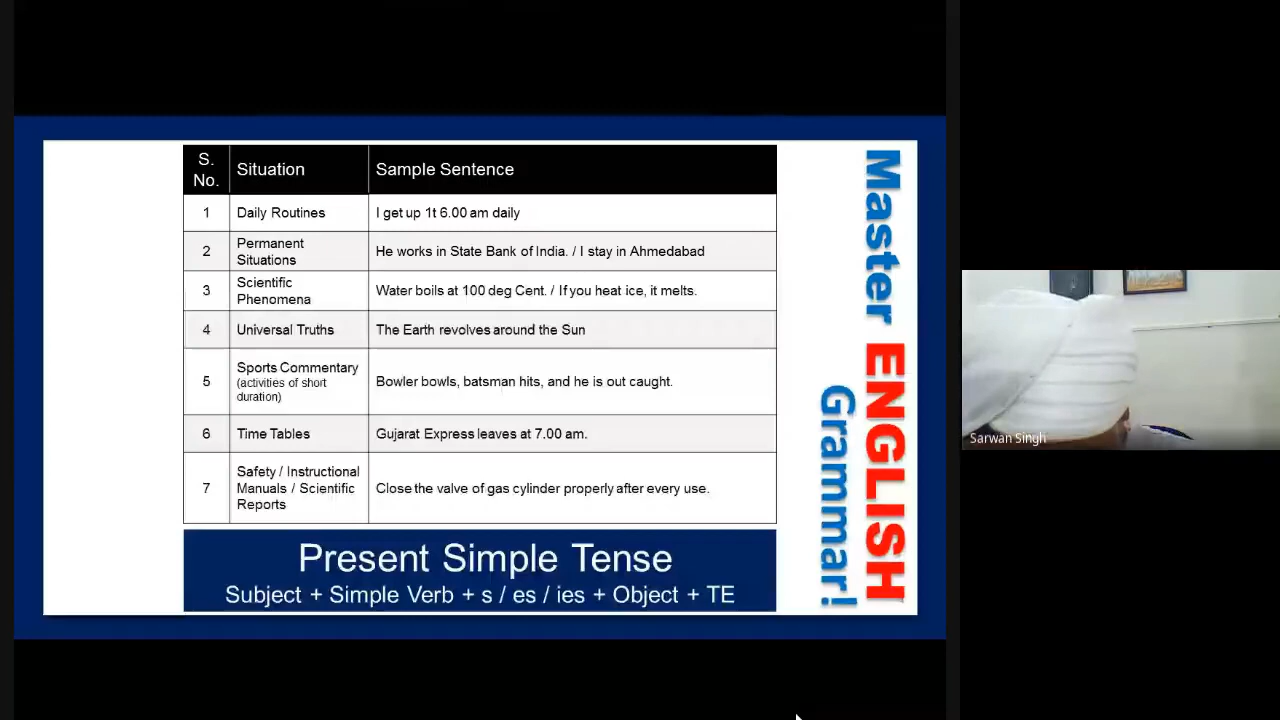 S. No. Situation Sample Sentence
1 Daily Routines I get up 1t 6.00 am daily
2 Permanent Situations He works in State Bank of India. / I stay in Ahmedabad
3 Scientific Phenomena Water boils at 100 deg Cent. / If you heat ice, it melts.
4 Universal Truths The Earth revolves around the Sun
5 Sports Commentary (activities of short duration) Bowler bowls, batsman hits, and he is out caught.
6 Time Tables Gujarat Express leaves at 7.00 am.
7 Safety / Instructional Manuals / Scientific Reports Close the valve of gas cylinder properly after every use.
Present Simple Tense
Subject + Simple Verb + s / es / ies + Object + TE
Master ENGLISH
Grammar!
Sarwan Singh